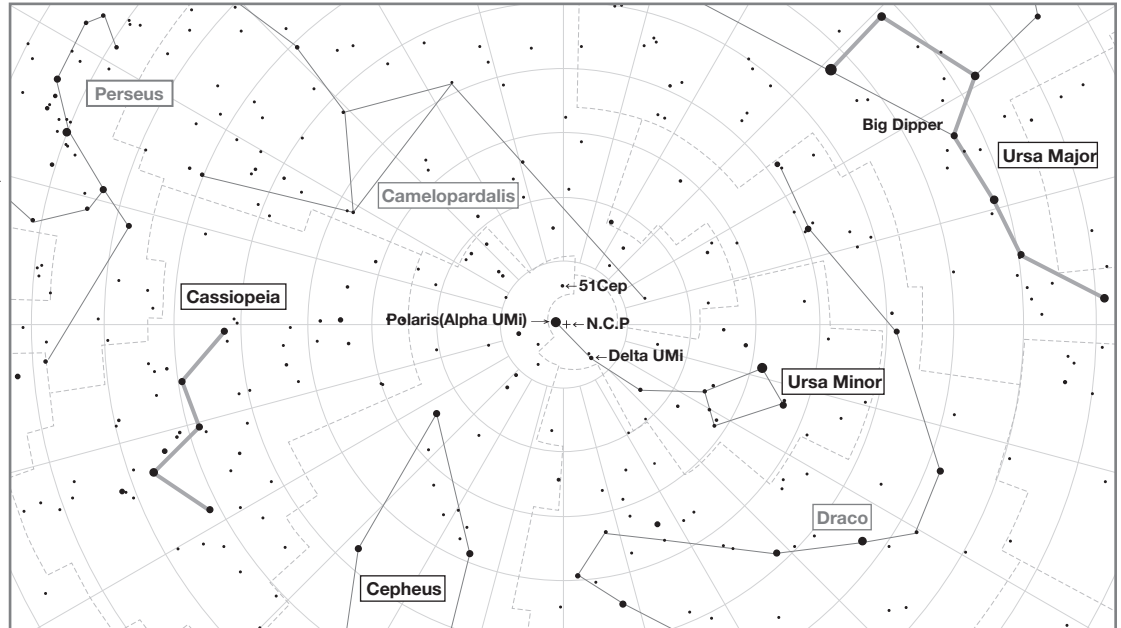 Perseus
Big Dipper
Ursa Major
Camelopardalis
51Cep
Cassiopeia
Polaris(Alpha UMi)
N.C.P
Delta UMi
Ursa Minor
Draco
Cepheus